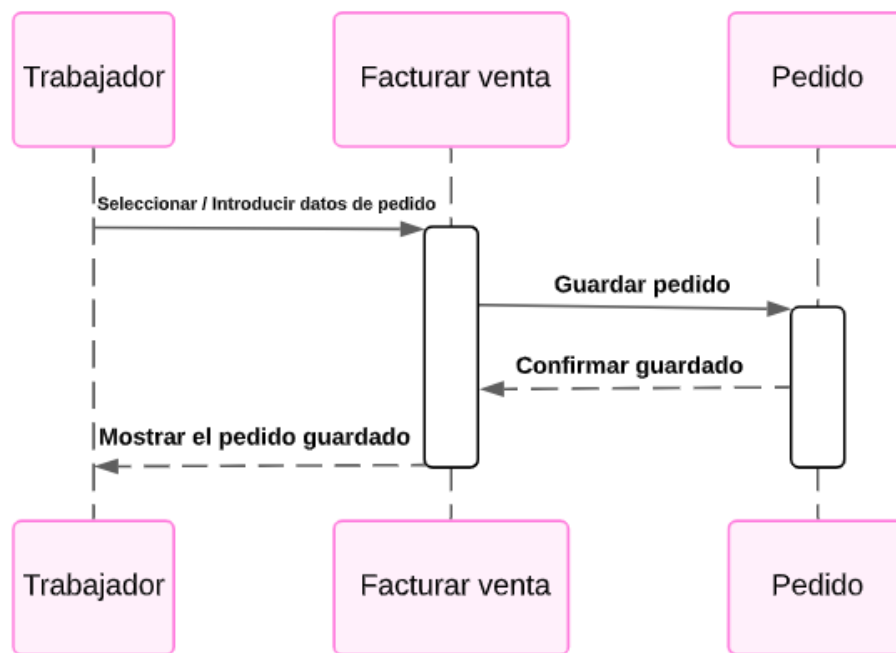 Trabajador
Facturar venta
Pedido
Seleccionar / Introducir datos de pedido
Guardar pedido
Confirmar guardado
Mostrar el pedido guardado
Trabajador
Facturar venta
Pedido